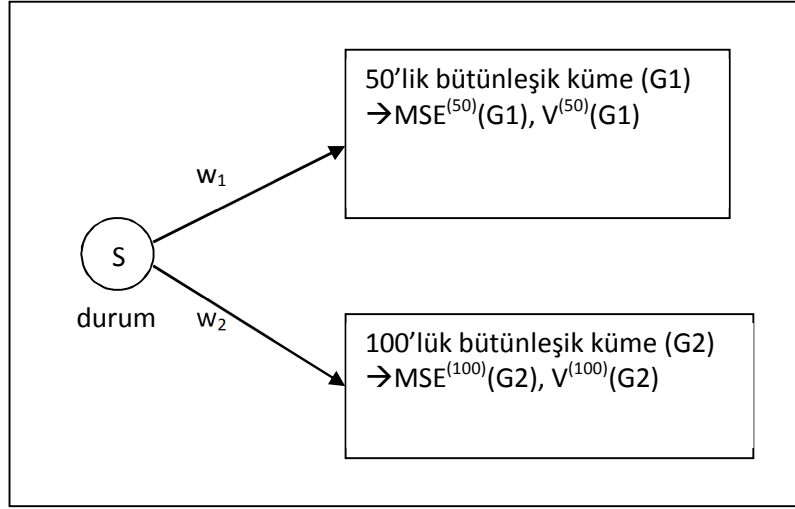 50'lik bütünleşik küme (G1)
→MSE⁽⁵⁰⁾(G1), V⁽⁵⁰⁾(G1)
w₁
S
durum
w₂
100'lük bütünleşik küme (G2)
→MSE⁽¹⁰⁰⁾(G2), V⁽¹⁰⁰⁾(G2)